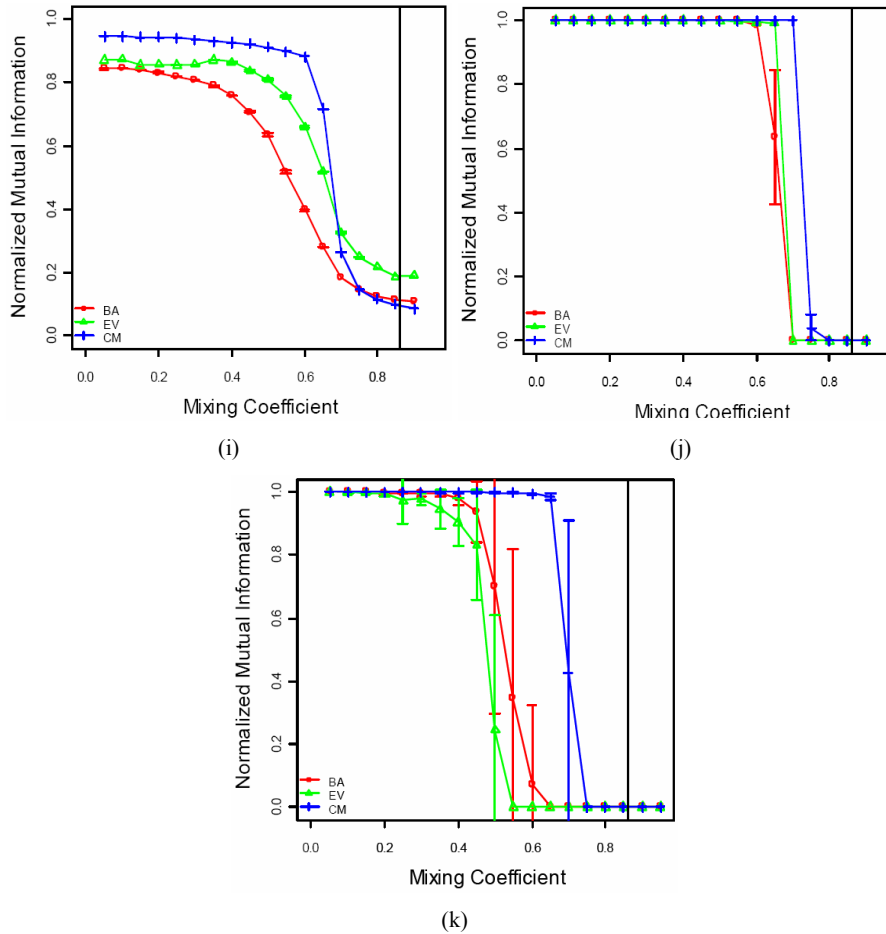 1.0
0.8
0.6
0.4
0.2
0.0
Normalized Mutual Information
BA
EV
CM
0.0 0.2 0.4 0.6 0.8
Mixing Coefficient
(i)
1.0
0.8
0.6
0.4
0.2
0.0
Normalized Mutual Information
BA
EV
CM
0.0 0.2 0.4 0.6 0.8
Mixing Coefficient
(j)
1.0
0.8
0.6
0.4
0.2
0.0
Normalized Mutual Information
BA
EV
CM
0.0 0.2 0.4 0.6 0.8
Mixing Coefficient
(k)